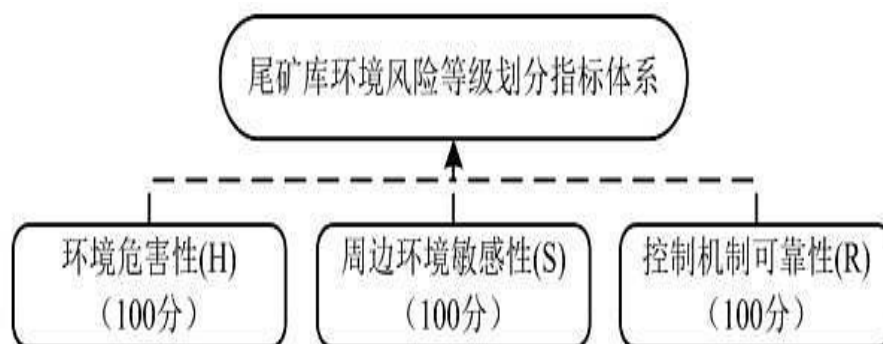 尾矿库环境风险等级划分指标体系
环境危害性(H)
（100分）
周边环境敏感性(S)
（100分）
控制机制可靠性(R)
（100分）